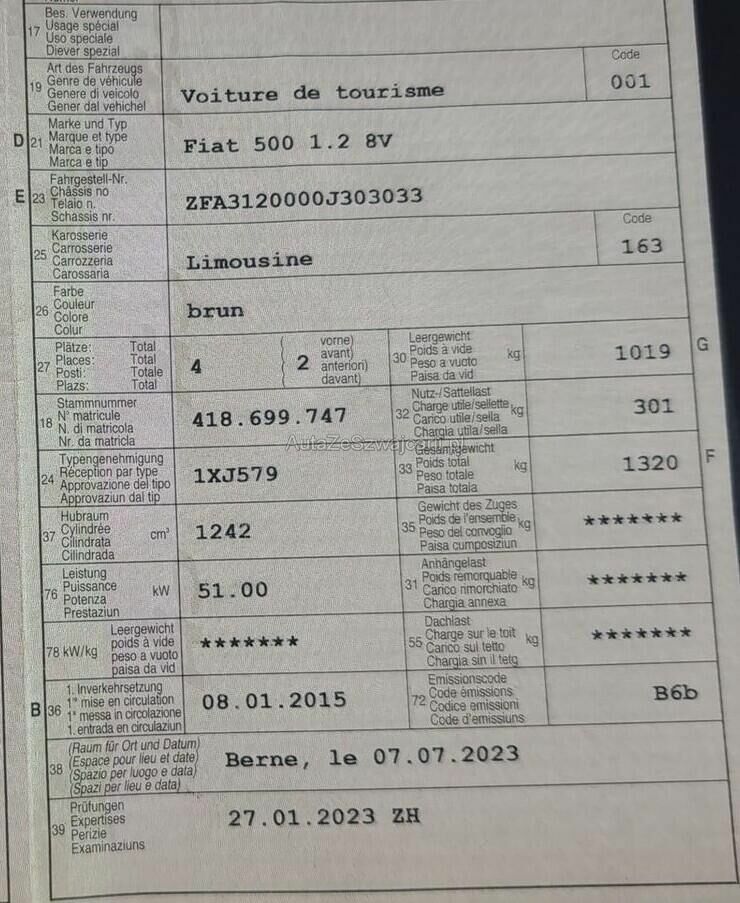 17 Bes. Verwendung
Usage spécial
Uso speciale
Diever spezial
19 Art des Fahrzeugs
Genre de véhicule
Genere di veicolo
Gener dal vehichel
Voiture de tourisme
Code
001
D 21 Marke und Typ
Marque et type
Marca e tipo
Marca e tip
Fiat 500 1.2 8V
E 23 Fahrgestell-Nr.
Châssis no
Telaio n.
Schassis nr.
ZFA3120000J303033
25 Karosserie
Carrosserie
Carrozzeria
Carossaria
Limousine
Code
163
26 Farbe
Couleur
Colore
Colur
brun
27 Plätze: Total
Places: Total
Posti: Totale
Plazs: Total
4
2
vorne)
avant)
anteriori)
davant)
30 Leergewicht
Poids à vide
Peso a vuoto
Paisa da vid
kg
1019 G
18 Stammnummer
N° matricule
N. di matricola
Nr. da matricla
418.699.747
32 Nutz-/Sattellast
Charge utile/sellette
Carico utile/sella
Chargia utila/sella
kg
301
AutaZeSzwajcarii.pl
24 Typengenehmigung
Réception par type
Approvazione del tipo
Approvaziun dal tip
1XJ579
33 Gesamtgewicht
Poids total
Peso totale
Paisa totala
kg
1320 F
37 Hubraum
Cylindrée
Cilindrata
Cilindrada
cm³
1242
35 Gewicht des Zuges
Poids de l'ensemble
Peso del convoglio
Paisa cumposiziun
kg
*******
76 Leistung
Puissance
Potenza
Prestaziun
kW
51.00
31 Anhängelast
Poids remorquable
Carico rimorchiato
Chargia annexa
kg
*******
78 kW/kg
Leergewicht
poids à vide
peso a vuoto
paisa da vid
*******
55 Dachlast
Charge sur le toit
Carico sul tetto
Chargia sin il tetg
kg
*******
B 36 1. Inverkehrsetzung
1re mise en circulation
1a messa in circolazione
1. entrada en circulaziun
08.01.2015
72 Emissionscode
Code émissions
Codice emissioni
Code d'emissiuns
B6b
38 (Raum für Ort und Datum)
(Espace pour lieu et date)
(Spazio per luogo e data)
(Spazi per lieu e data)
Berne, le 07.07.2023
39 Prüfungen
Expertises
Perizie
Examinaziuns
27.01.2023 ZH